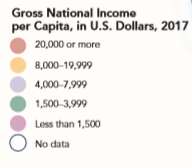 Gross National Income
per Capita, in U.S. Dollars, 2017
20,000 or more
8,000–19,999
4,000–7,999
1,500–3,999
Less than 1,500
No data